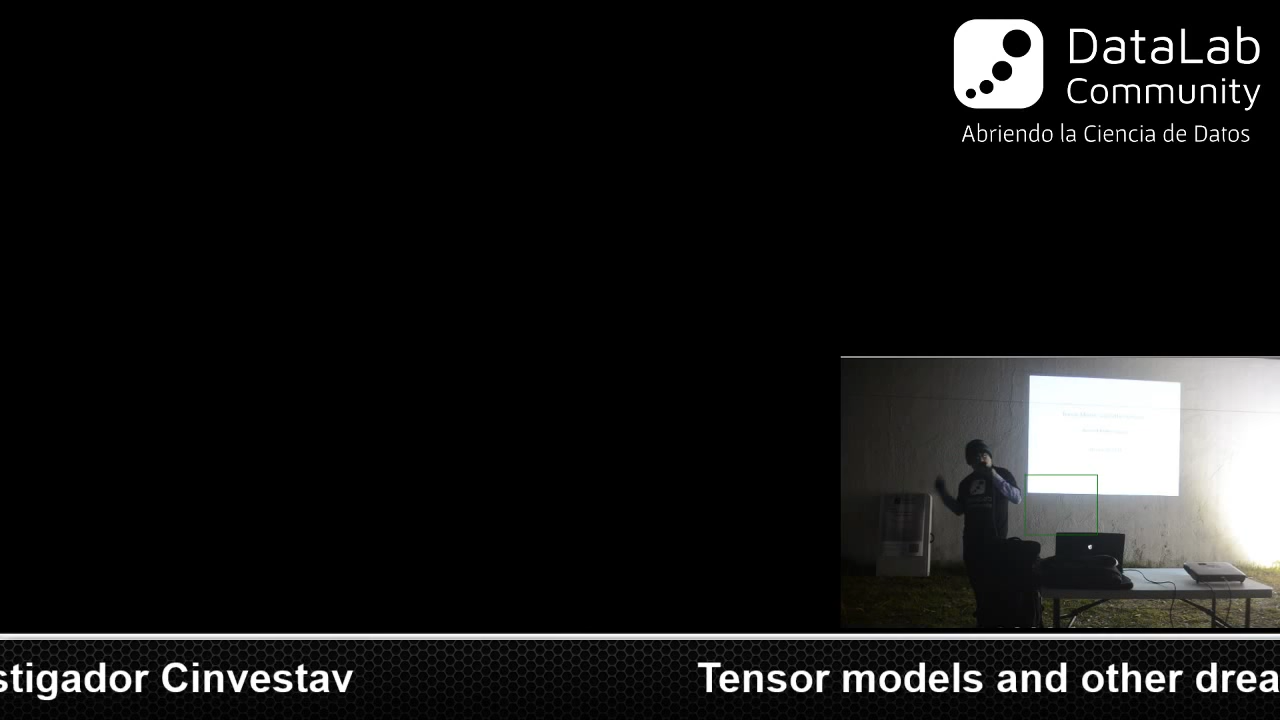 DataLab
Community
Abriendo la Ciencia de Datos
stigador Cinvestav
Tensor models and other drea